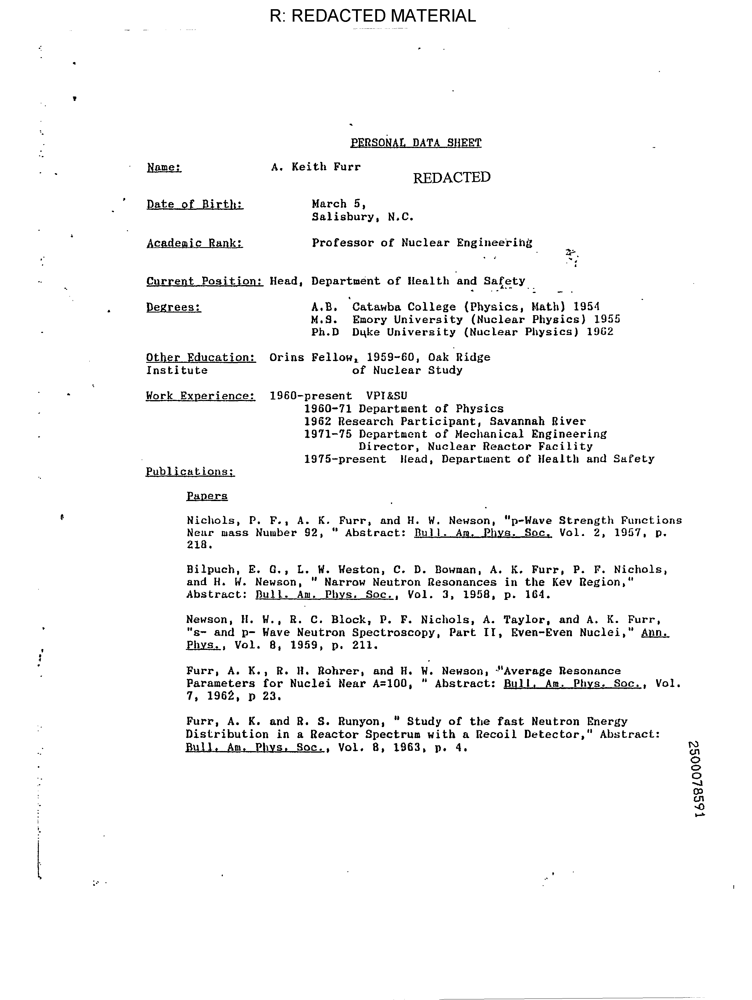 R: REDACTED MATERIAL
PERSONAL DATA SHEET
Name: A. Keith Furr
REDACTED
Date of Birth: March 5,
Salisbury, N.C.
Academic Rank: Professor of Nuclear Engineering
Current Position: Head, Department of Health and Safety
Degrees: A.B. Catawba College (Physics, Math) 1954
M.S. Emory University (Nuclear Physics) 1955
Ph.D Duke University (Nuclear Physics) 1962
Other Education: Orins Fellow, 1959-60, Oak Ridge
Institute of Nuclear Study
Work Experience: 1960-present VPI&SU
1960-71 Department of Physics
1962 Research Participant, Savannah River
1971-75 Department of Mechanical Engineering
Director, Nuclear Reactor Facility
1975-present Head, Department of Health and Safety
Publications:
Papers
Nichols, P. F., A. K. Furr, and H. W. Newson, "p-Wave Strength Functions
Near mass Number 92, " Abstract: Bull. Am. Phys. Soc. Vol. 2, 1957, p.
218.
Bilpuch, E. G., L. W. Weston, C. D. Bowman, A. K. Furr, P. F. Nichols,
and H. W. Newson, " Narrow Neutron Resonances in the Kev Region,"
Abstract: Bull. Am. Phys. Soc., Vol. 3, 1958, p. 164.
Newson, H. W., R. C. Block, P. F. Nichols, A. Taylor, and A. K. Furr,
"s- and p- Wave Neutron Spectroscopy, Part II, Even-Even Nuclei," Ann.
Phys., Vol. 8, 1959, p. 211.
Furr, A. K., R. H. Rohrer, and H. W. Newson, "Average Resonance
Parameters for Nuclei Near A=100, " Abstract: Bull. Am. Phys. Soc., Vol.
7, 1962, p 23.
Furr, A. K. and R. S. Runyon, " Study of the fast Neutron Energy
Distribution in a Reactor Spectrum with a Recoil Detector," Abstract:
Bull. Am. Phys. Soc., Vol. 8, 1963, p. 4.
2500078591